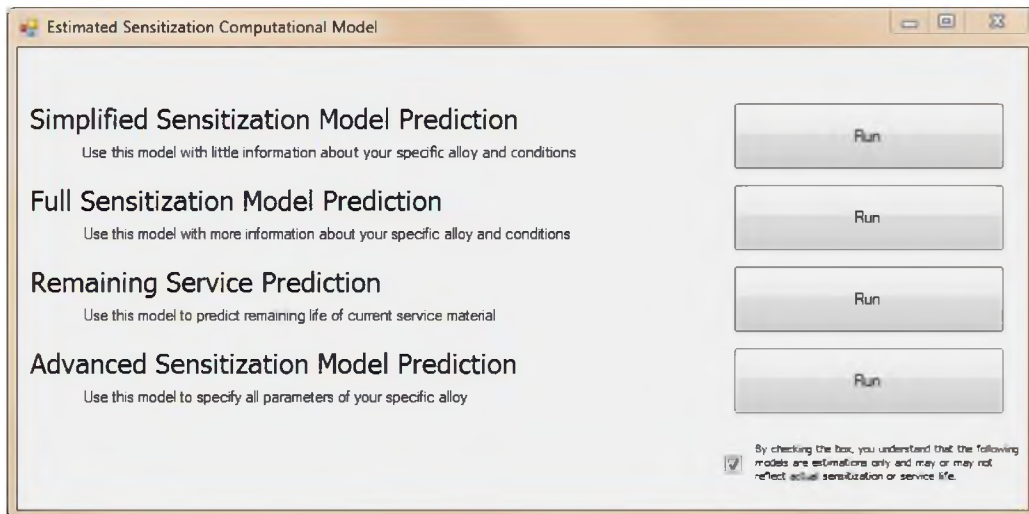 Estimated Sensitization Computational Model
Simplified Sensitization Model Prediction
Run
Use this model with little information about your specific alloy and conditions
Full Sensitization Model Prediction
Run
Use this model with more information about your specific alloy and conditions
Remaining Service Prediction
Run
Use this model to predict remaining life of current service material
Advanced Sensitization Model Prediction
Run
Use this model to specify all parameters of your specific alloy
By checking the box, you understand that the following
models are estimations only and may or may not
reflect actual sensitization or service life.